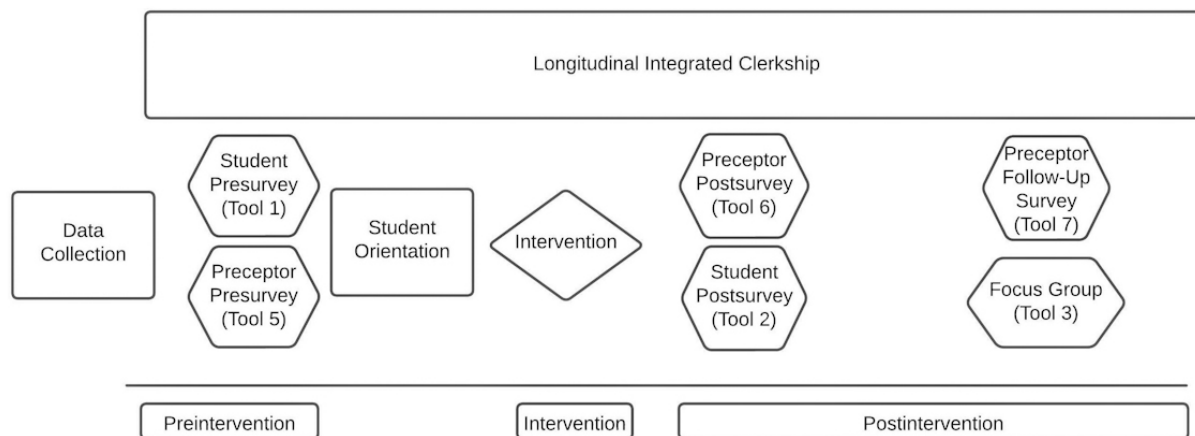 Longitudinal Integrated Clerkship
Data
Collection
Student
Presurvey
(Tool 1)
Preceptor
Presurvey
(Tool 5)
Student
Orientation
Intervention
Preceptor
Postsurvey
(Tool 6)
Student
Postsurvey
(Tool 2)
Preceptor
Follow-Up
Survey
(Tool 7)
Focus Group
(Tool 3)
Preintervention
Intervention
Postintervention